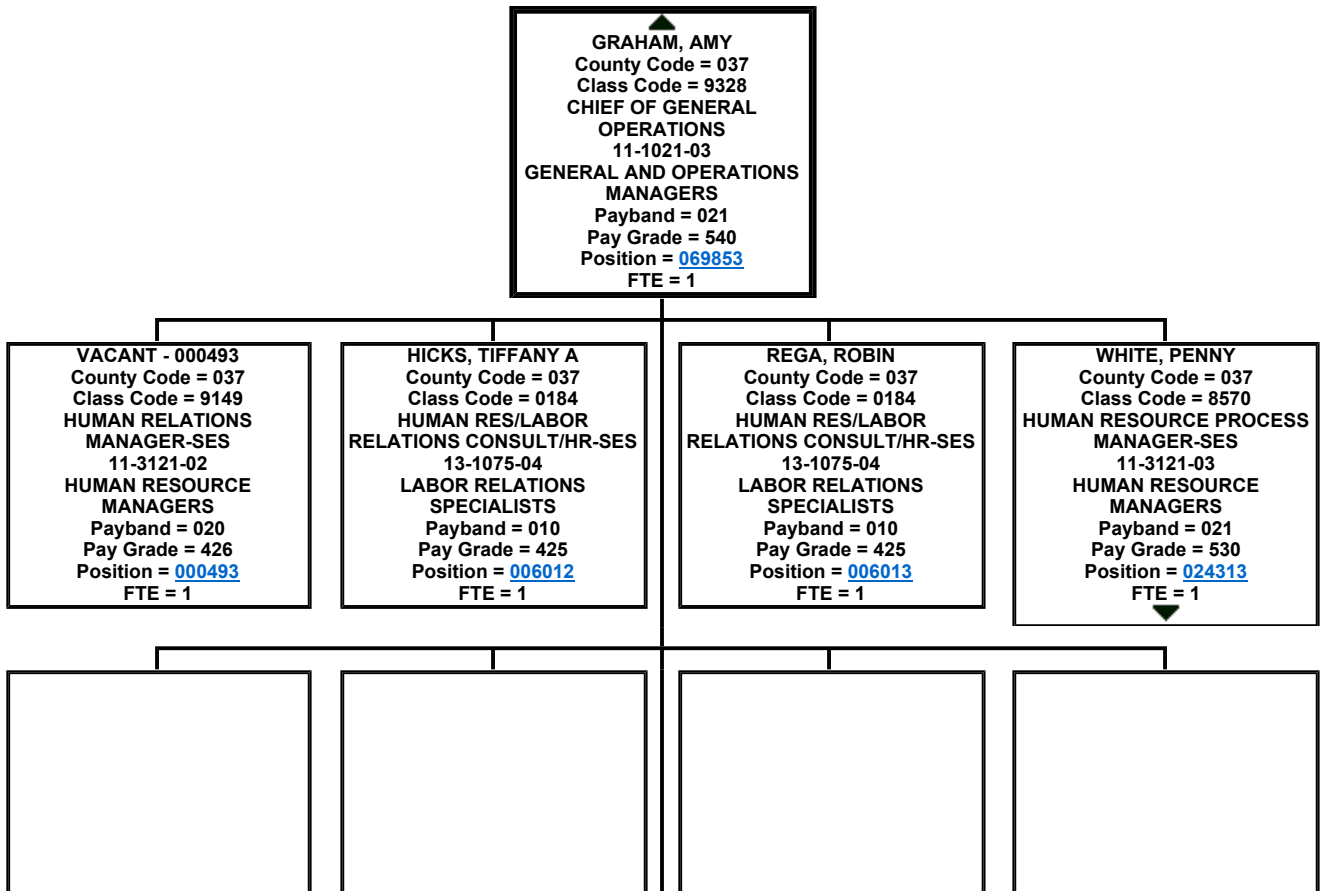 GRAHAM, AMY
County Code = 037
Class Code = 9328
CHIEF OF GENERAL
OPERATIONS
11-1021-03
GENERAL AND OPERATIONS
MANAGERS
Payband = 021
Pay Grade = 540
Position = 069853
FTE = 1
VACANT - 000493
County Code = 037
Class Code = 9149
HUMAN RELATIONS
MANAGER-SES
11-3121-02
HUMAN RESOURCE
MANAGERS
Payband = 020
Pay Grade = 426
Position = 000493
FTE = 1
HICKS, TIFFANY A
County Code = 037
Class Code = 0184
HUMAN RES/LABOR
RELATIONS CONSULT/HR-SES
13-1075-04
LABOR RELATIONS
SPECIALISTS
Payband = 010
Pay Grade = 425
Position = 006012
FTE = 1
REGA, ROBIN
County Code = 037
Class Code = 0184
HUMAN RES/LABOR
RELATIONS CONSULT/HR-SES
13-1075-04
LABOR RELATIONS
SPECIALISTS
Payband = 010
Pay Grade = 425
Position = 006013
FTE = 1
WHITE, PENNY
County Code = 037
Class Code = 8570
HUMAN RESOURCE PROCESS
MANAGER-SES
11-3121-03
HUMAN RESOURCE
MANAGERS
Payband = 021
Pay Grade = 530
Position = 024313
FTE = 1